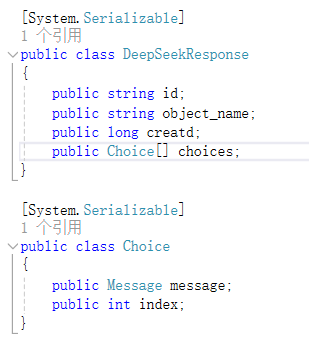 [System.Serializable]
1 个引用
public class DeepSeekResponse
{
public string id;
public string object_name;
public long creatd;
public Choice[] choices;
}
[System.Serializable]
1 个引用
public class Choice
{
public Message message;
public int index;
}